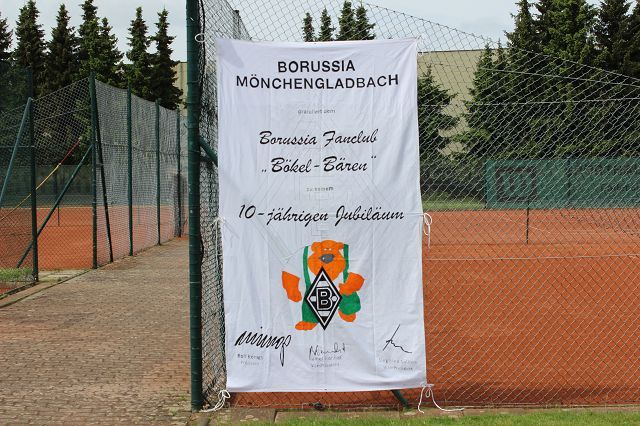 BORUSSIA
MÖNCHENGLADBACH
gratuliert dem
Borussia Fanclub
„Bökel-Bären"
zu seinem
10-jährigen Jubiläum
B